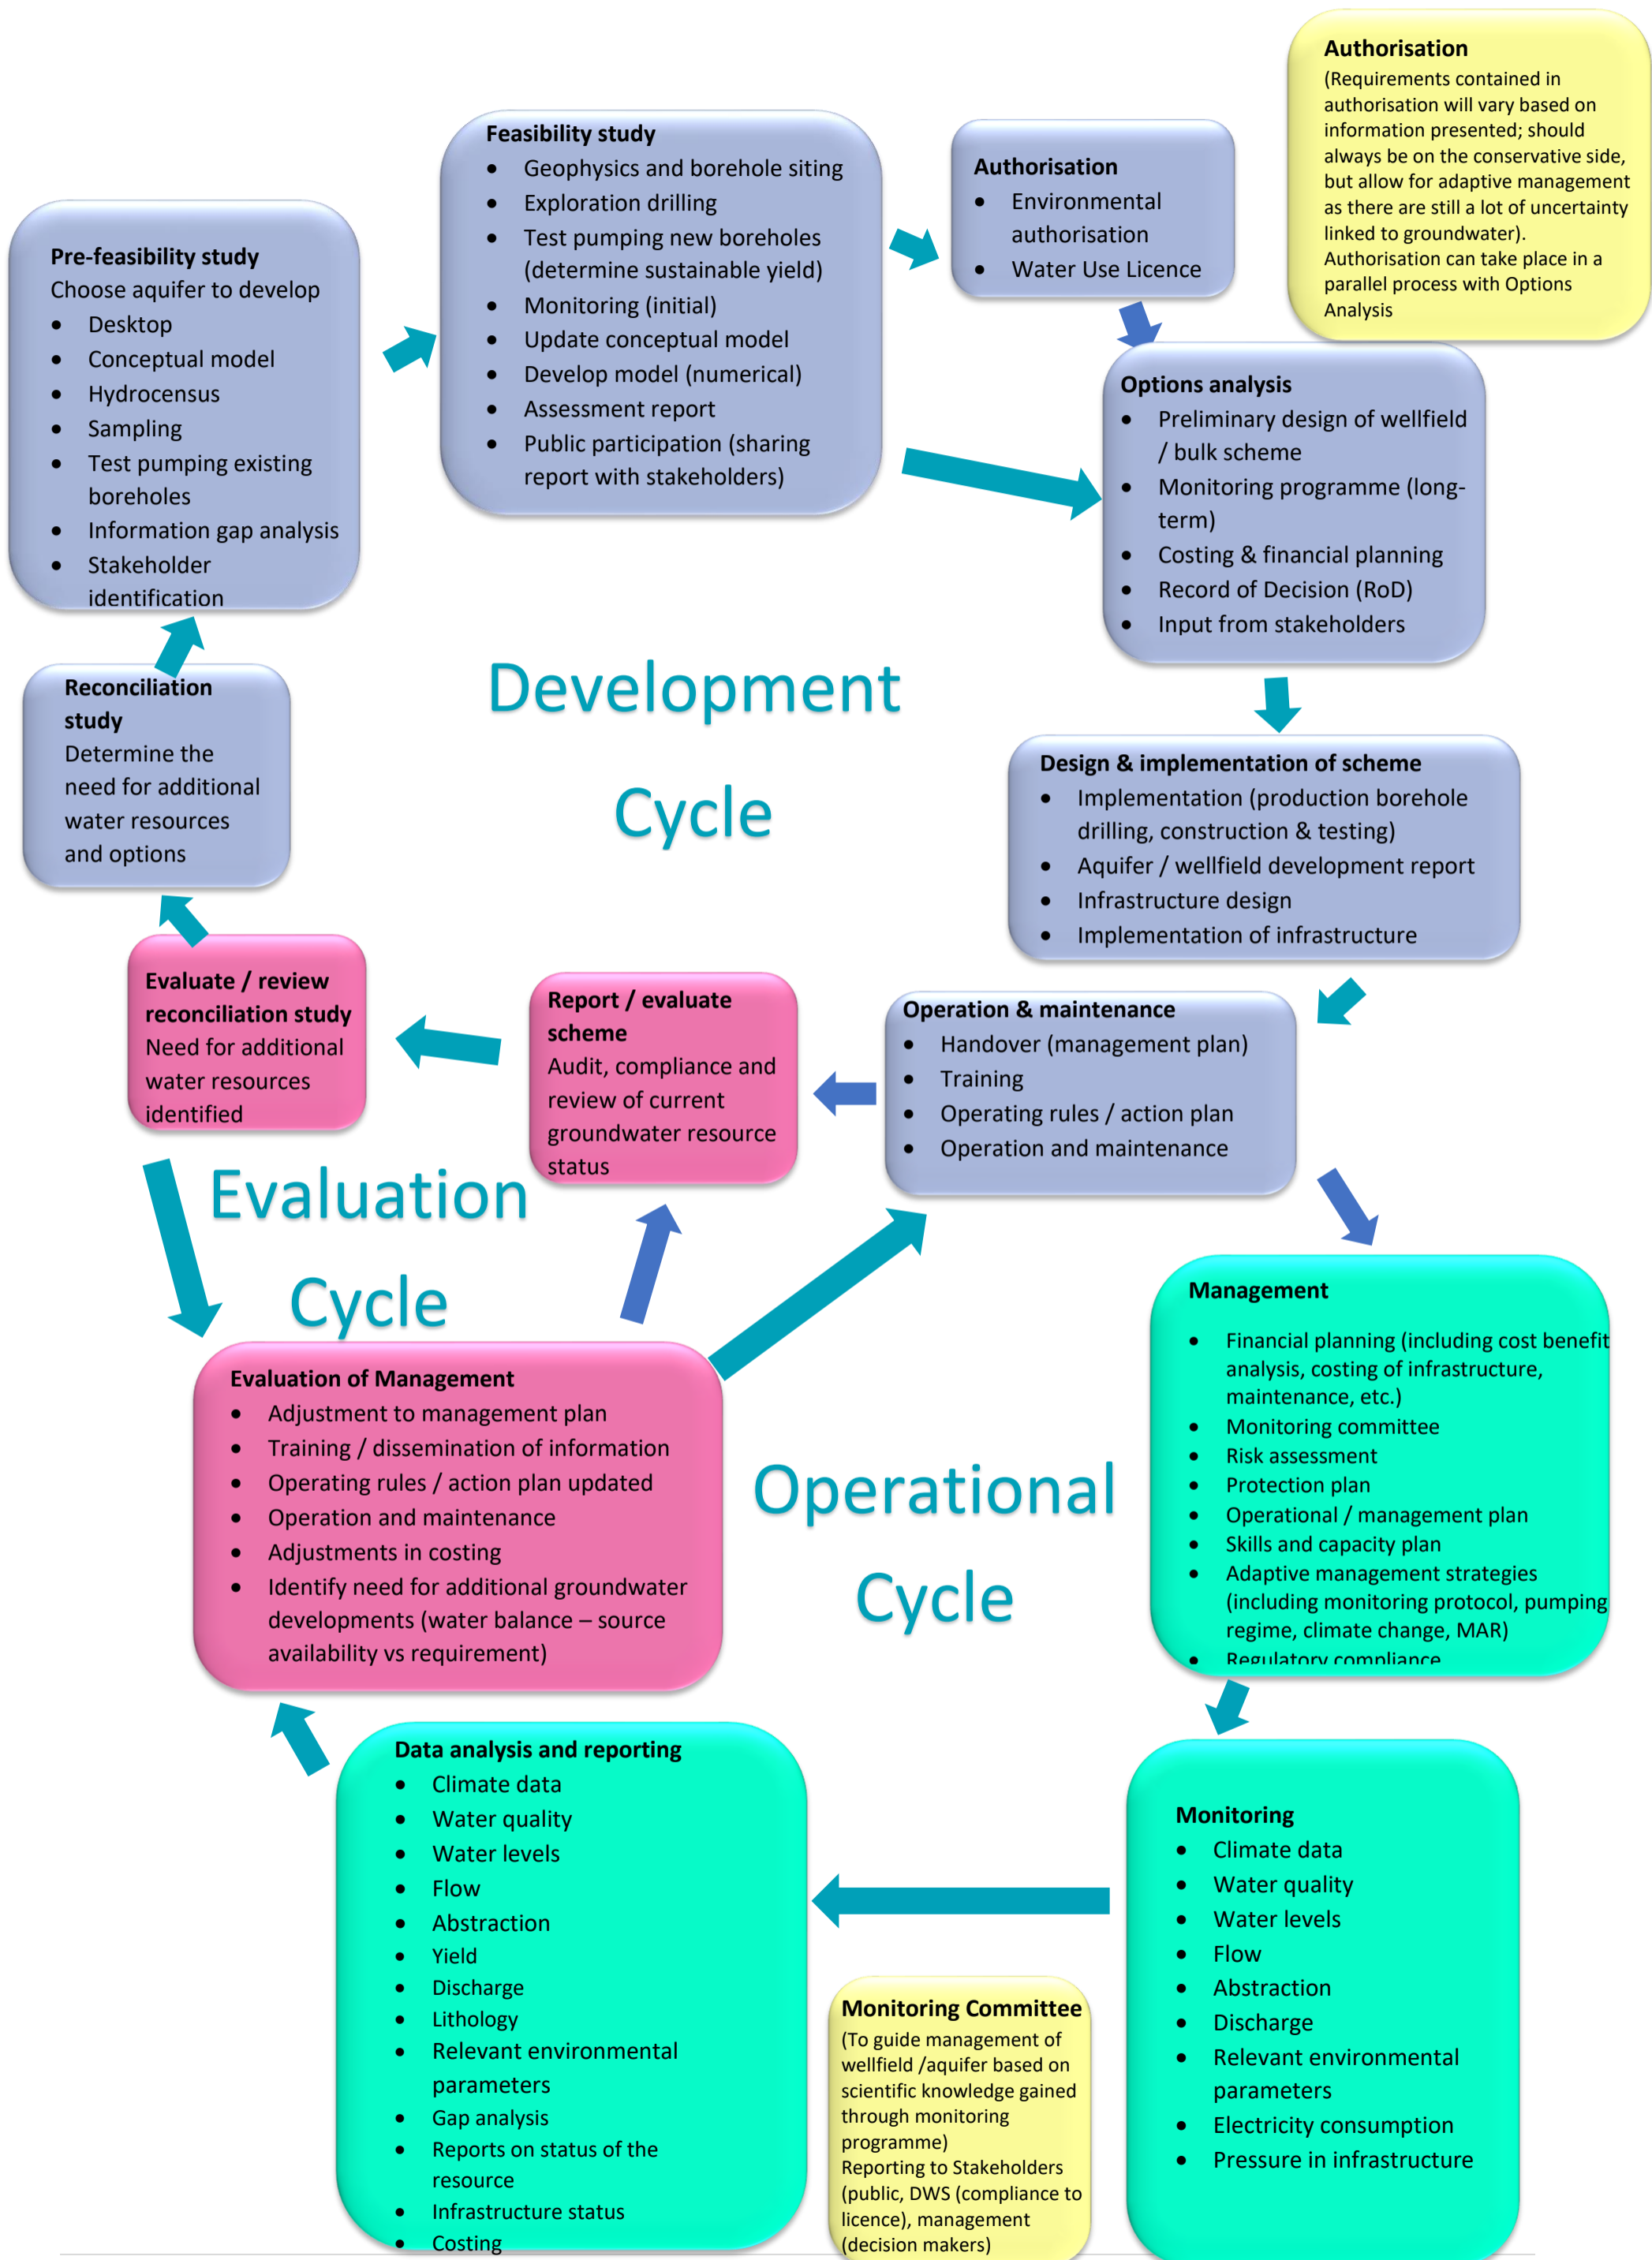 Authorisation
(Requirements contained in
authorisation will vary based on
information presented; should
always be on the conservative side,
but allow for adaptive management
as there are still a lot of uncertainty
linked to groundwater).
Authorisation can take place in a
parallel process with Options
Analysis
Feasibility study
• Geophysics and borehole siting
• Exploration drilling
• Test pumping new boreholes
(determine sustainable yield)
• Monitoring (initial)
• Update conceptual model
• Develop model (numerical)
• Assessment report
• Public participation (sharing
report with stakeholders)
Authorisation
• Environmental
authorisation
• Water Use Licence
Pre-feasibility study
Choose aquifer to develop
• Desktop
• Conceptual model
• Hydrocensus
• Sampling
• Test pumping existing
boreholes
• Information gap analysis
• Stakeholder
identification
Options analysis
• Preliminary design of wellfield
/ bulk scheme
• Monitoring programme (long-
term)
• Costing & financial planning
• Record of Decision (RoD)
• Input from stakeholders
Reconciliation
study
Determine the
need for additional
water resources
and options
Development
Cycle
Design & implementation of scheme
• Implementation (production borehole
drilling, construction & testing)
• Aquifer / wellfield development report
• Infrastructure design
• Implementation of infrastructure
Evaluate / review
reconciliation study
Need for additional
water resources
identified
Report / evaluate
scheme
Audit, compliance and
review of current
groundwater resource
status
Operation & maintenance
• Handover (management plan)
• Training
• Operating rules / action plan
• Operation and maintenance
Evaluation
Cycle
Management
• Financial planning (including cost benefit
analysis, costing of infrastructure,
maintenance, etc.)
• Monitoring committee
• Risk assessment
• Protection plan
• Operational / management plan
• Skills and capacity plan
• Adaptive management strategies
(including monitoring protocol, pumping
regime, climate change, MAR)
• Regulatory compliance
Evaluation of Management
• Adjustment to management plan
• Training / dissemination of information
• Operating rules / action plan updated
• Operation and maintenance
• Adjustments in costing
• Identify need for additional groundwater
developments (water balance – source
availability vs requirement)
Operational
Cycle
Data analysis and reporting
• Climate data
• Water quality
• Water levels
• Flow
• Abstraction
• Yield
• Discharge
• Lithology
• Relevant environmental
parameters
• Gap analysis
• Reports on status of the
resource
• Infrastructure status
• Costing
Monitoring Committee
(To guide management of
wellfield /aquifer based on
scientific knowledge gained
through monitoring
programme)
Reporting to Stakeholders
(public, DWS (compliance to
licence), management
(decision makers)
Monitoring
• Climate data
• Water quality
• Water levels
• Flow
• Abstraction
• Discharge
• Relevant environmental
parameters
• Electricity consumption
• Pressure in infrastructure